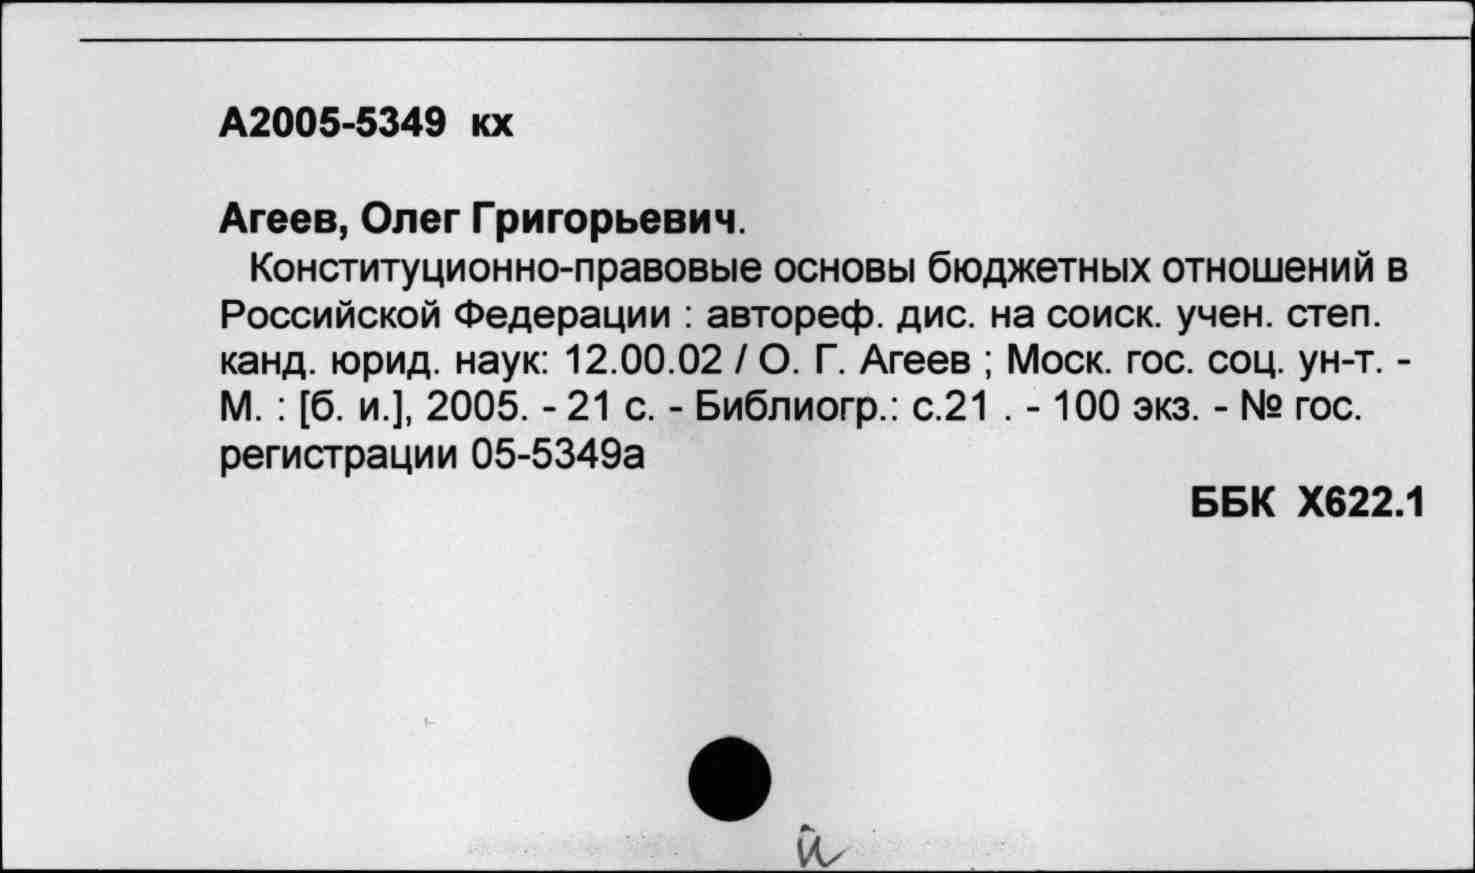 А2005-5349 кх
Агеев, Олег Григорьевич.
Конституционно-правовые основы бюджетных отношений в
Российской Федерации : автореф. дис. на соиск. учен. степ.
канд. юрид. наук: 12.00.02 / О. Г. Агеев ; Моск. гос. соц. ун-т. -
М. : [б. и.], 2005. - 21 с. - Библиогр.: с.21 . - 100 экз. - № гос.
регистрации 05-5349а
ББК Х622.1
й